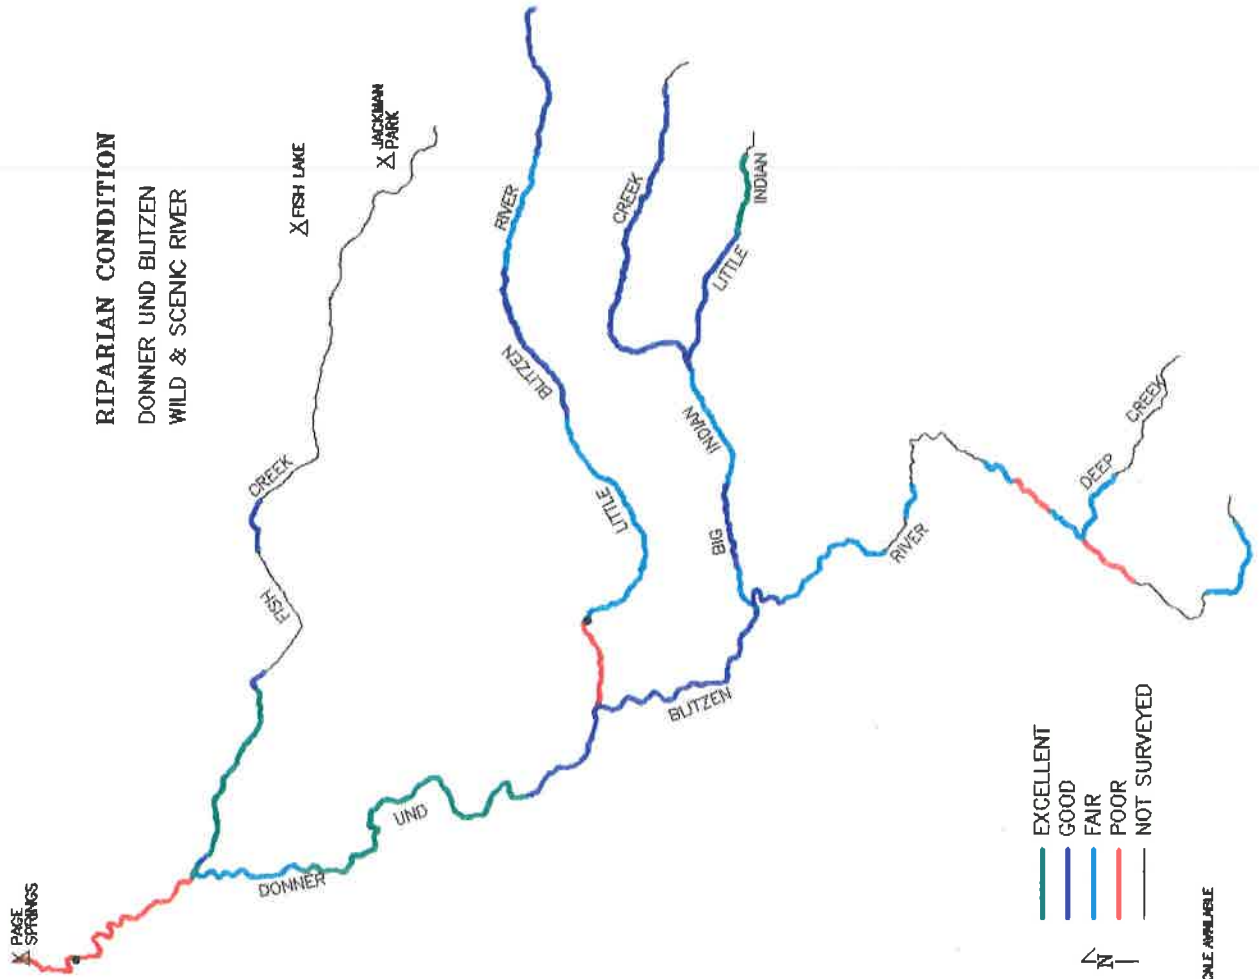 RIPARIAN CONDITION
DONNER UND BLITZEN
WILD & SCENIC RIVER
PAGE
SPRINGS
FISH LAKE
JACKMAN
PARK
FISH
CREEK
DONNER
UND
BLITZEN
RIVER
LITTLE
BLITZEN
RIVER
BIG
INDIAN
CREEK
LITTLE
INDIAN
DEEP
CREEK
EXCELLENT
GOOD
FAIR
POOR
NOT SURVEYED
N